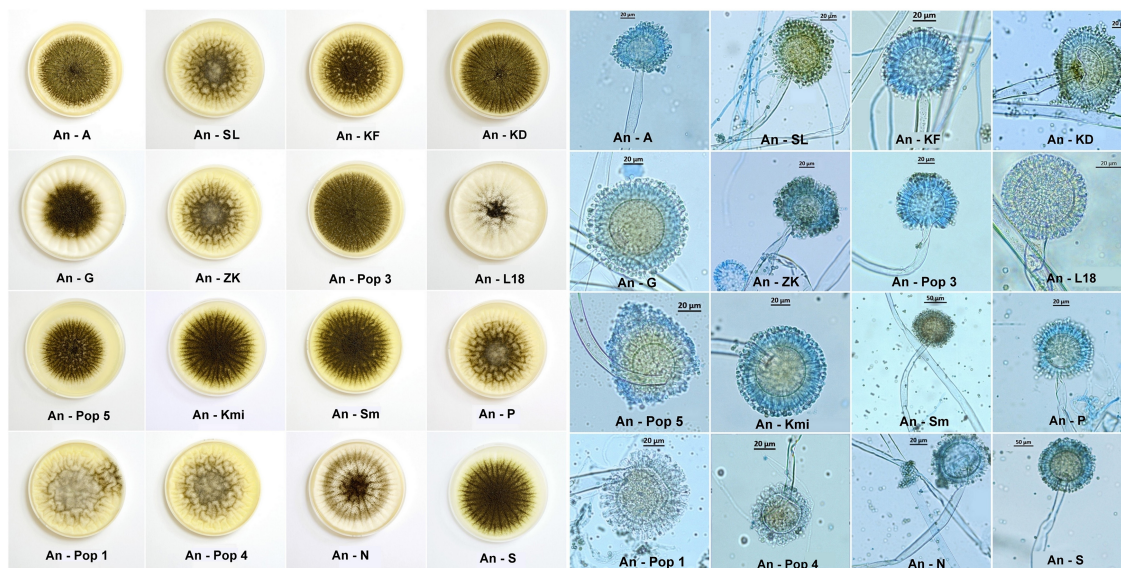 An - A
An - SL
An - KF
An - KD
An - G
An - ZK
An - Pop 3
An - L18
An - Pop 5
An - Kmi
An - Sm
An - P
An - Pop 1
An - Pop 4
An - N
An - S
20 µm
An - A
20 µm
An - SL
20 µm
An - KF
20
An - KD
20 µm
An - G
20 µm
An - ZK
20 µm
An - Pop 3
20 µm
An - L18
20 µm
An - Pop 5
20 µm
An - Kmi
50 µm
An - Sm
20 µm
An - P
20 µm
An - Pop 1
20 µm
An - Pop 4
20 µm
An - N
50 µm
An - S